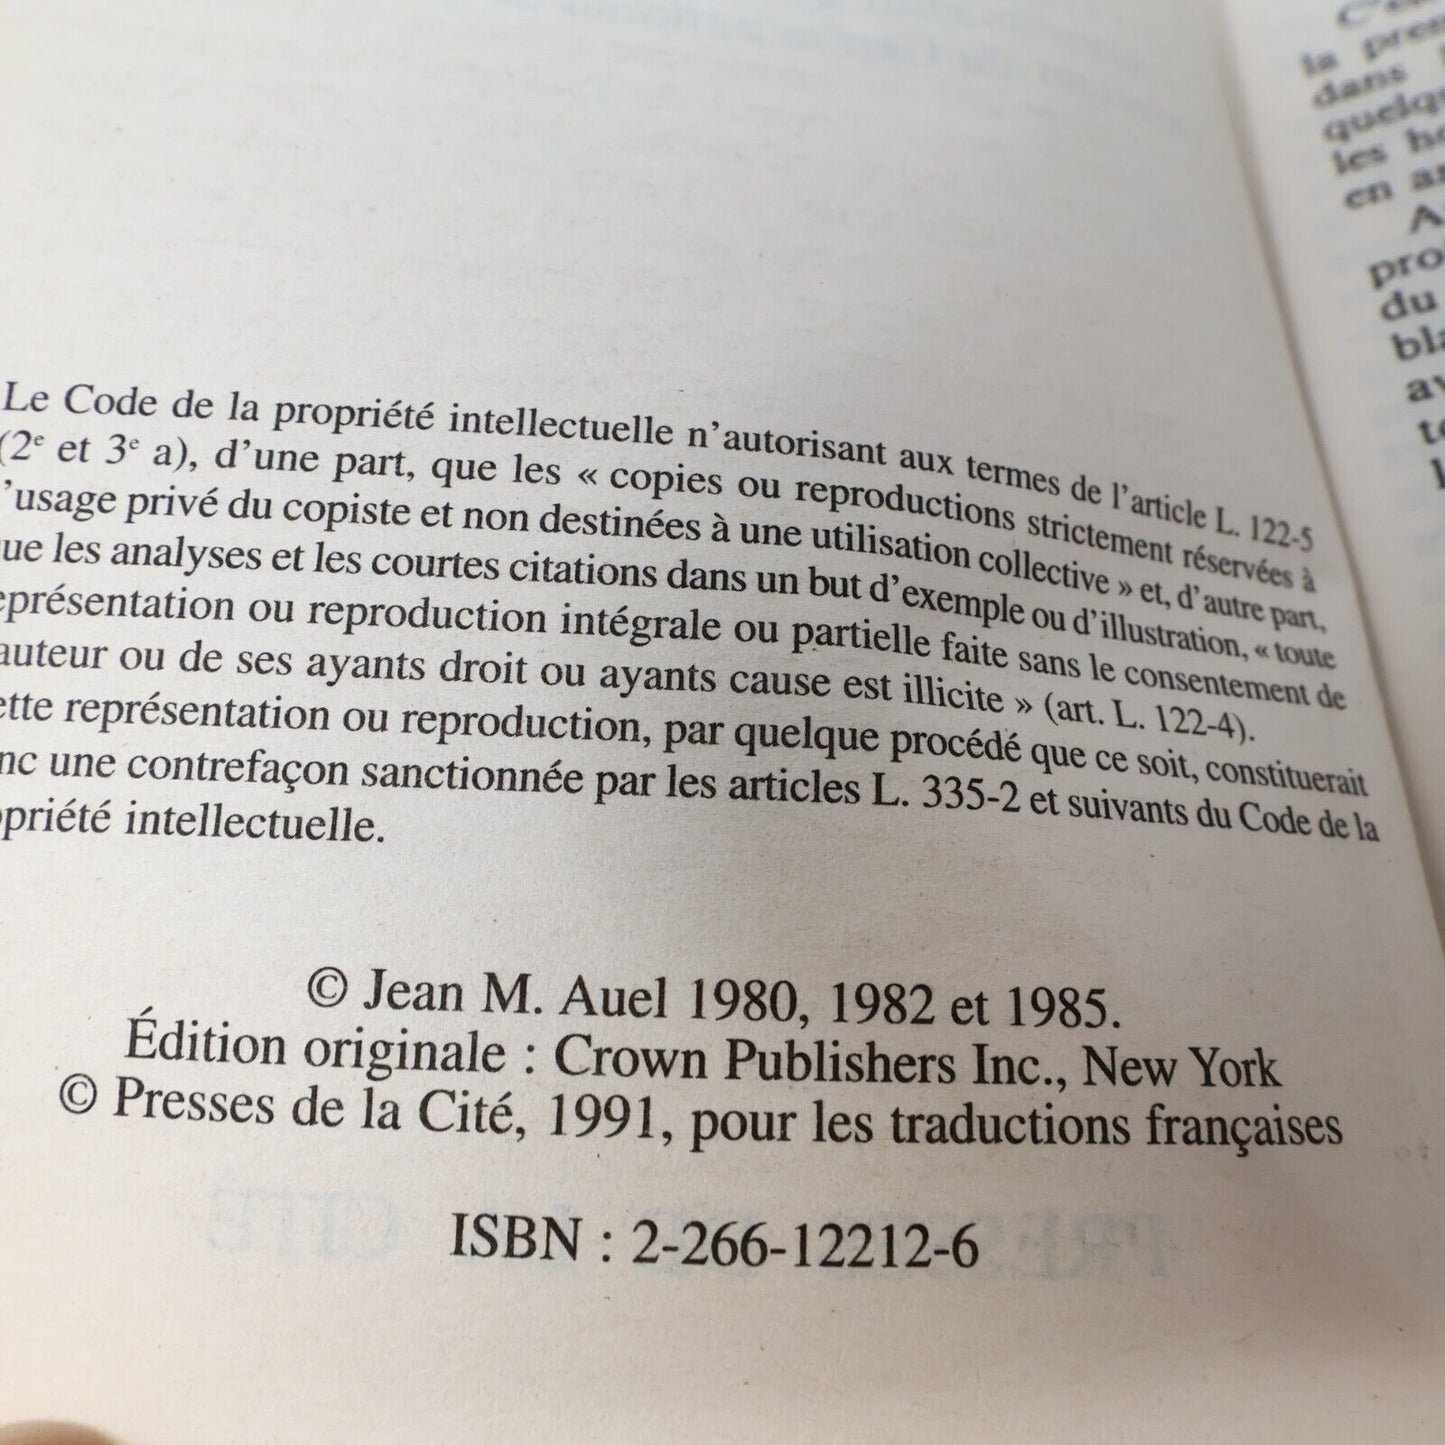 Le Code de la propriété intellectuelle n'autorisant aux termes de l'article L. 122-5
(2e et 3e a), d'une part, que les « copies ou reproductions strictement réservées à
'usage privé du copiste et non destinées à une utilisation collective » et, d'autre part,
ue les analyses et les courtes citations dans un but d'exemple ou d'illustration, « toute
eprésentation ou reproduction intégrale ou partielle faite sans le consentement de
auteur ou de ses ayants droit ou ayants cause est illicite » (art. L. 122-4).
ette représentation ou reproduction, par quelque procédé que ce soit, constituerait
nc une contrefaçon sanctionnée par les articles L. 335-2 et suivants du Code de la
opriété intellectuelle.
© Jean M. Auel 1980, 1982 et 1985.
Édition originale : Crown Publishers Inc., New York
© Presses de la Cité, 1991, pour les traductions françaises
ISBN : 2-266-12212-6
la
dans
les
en
du